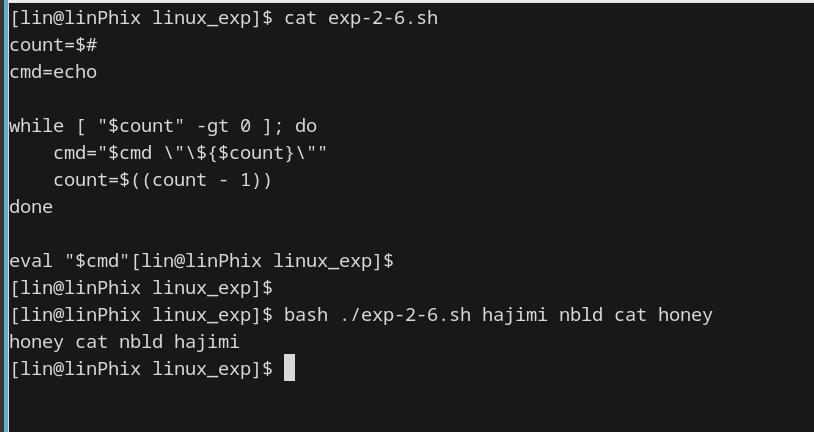 [lin@linPhix linux_exp]$ cat exp-2-6.sh
count=$#
cmd=echo

while [ "$count" -gt 0 ]; do
    cmd="$cmd \"\${$count}\""
    count=$((count - 1))
done

eval "$cmd"[lin@linPhix linux_exp]$
[lin@linPhix linux_exp]$
[lin@linPhix linux_exp]$ bash ./exp-2-6.sh hajimi nbld cat honey
honey cat nbld hajimi
[lin@linPhix linux_exp]$